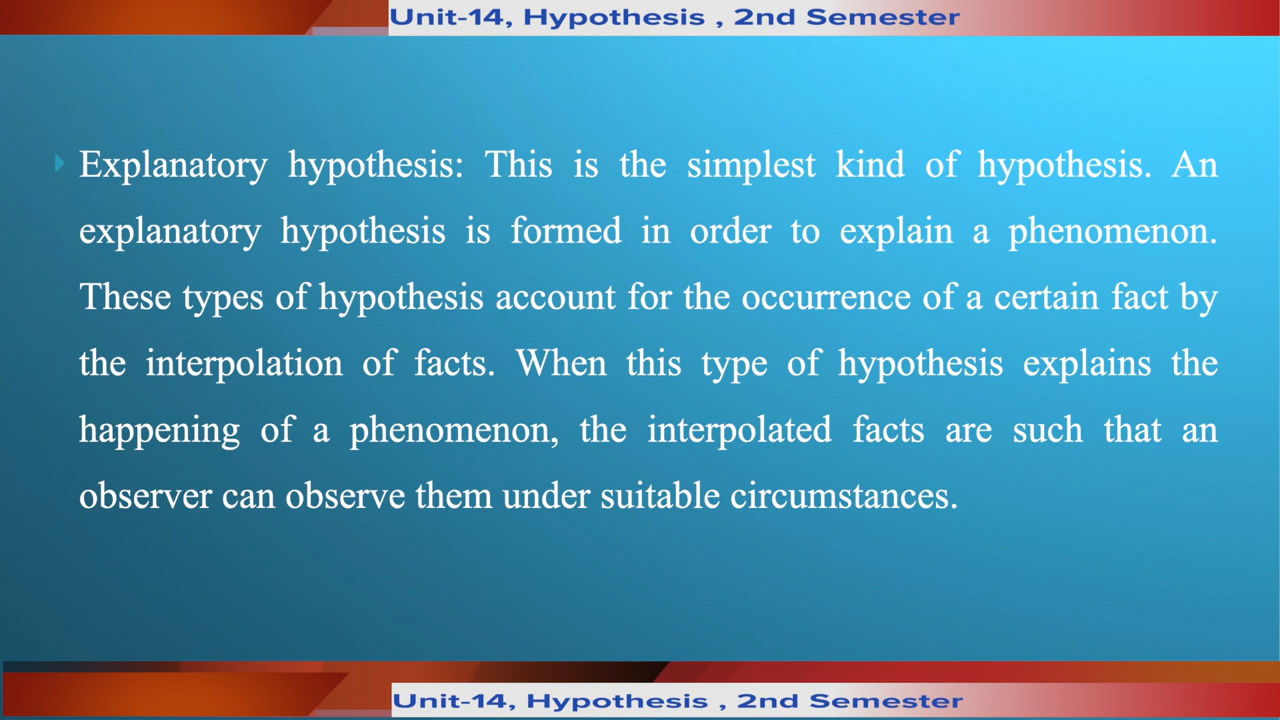 Unit-14, Hypothesis , 2nd Semester
Explanatory hypothesis: This is the simplest kind of hypothesis. An
explanatory hypothesis is formed in order to explain a phenomenon.
These types of hypothesis account for the occurrence of a certain fact by
the interpolation of facts. When this type of hypothesis explains the
happening of a phenomenon, the interpolated facts are such that an
observer can observe them under suitable circumstances.
Unit-14, Hypothesis , 2nd Semester